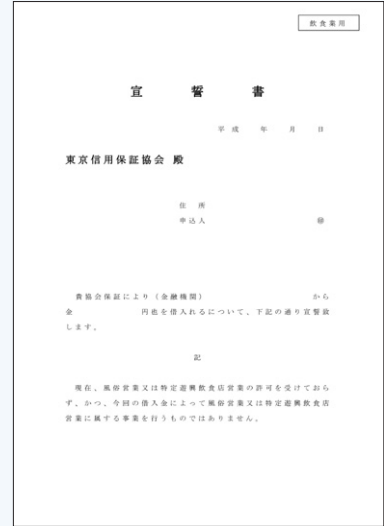 飲食業用
宣誓書
平成 年 月 日
東京信用保証協会 殿
住所
申込人 ㊞
貴協会保証により（金融機関） から
金 円也を借入れるについて、下記の通り宣誓致
します。
記
現在、風俗営業又は特定遊興飲食店営業の許可を受けておら
ず、かつ、今回の借入金によって風俗営業又は特定遊興飲食店
営業に属する事業を行うものではありません。